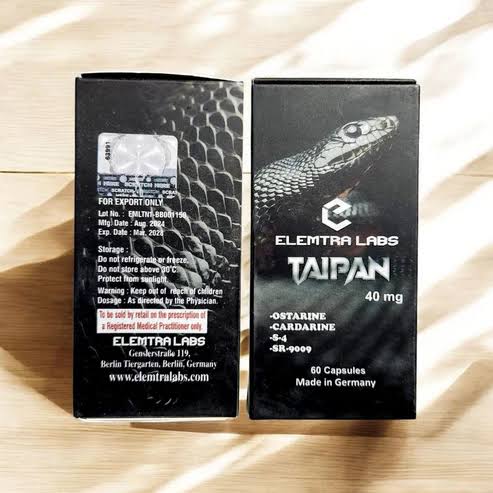 63991
SCRATCH HERE
FOR EXPORT ONLY
Mfg Date : Aug. 2024
Exp. Date : Mar. 2028
Storage :
Do not refrigerate or freeze.
Do not store above 30°C.
Protect from sunlight.
Warning : Keep out of reach of children
Dosage : As directed by the Physician.
To be sold by retail on the prescription of
a Registered Medical Practitioner only.
ELEMTRA LABS
Genslerstraße 119,
Berlin Tiergarten, Berlin, Germany
www.elemtralabs.com
ELEMTRA LABS
TAIPAN
40 mg
-OSTARINE
-CARDARINE
-S-4
-SR-9009
60 Capsules
Made in Germany